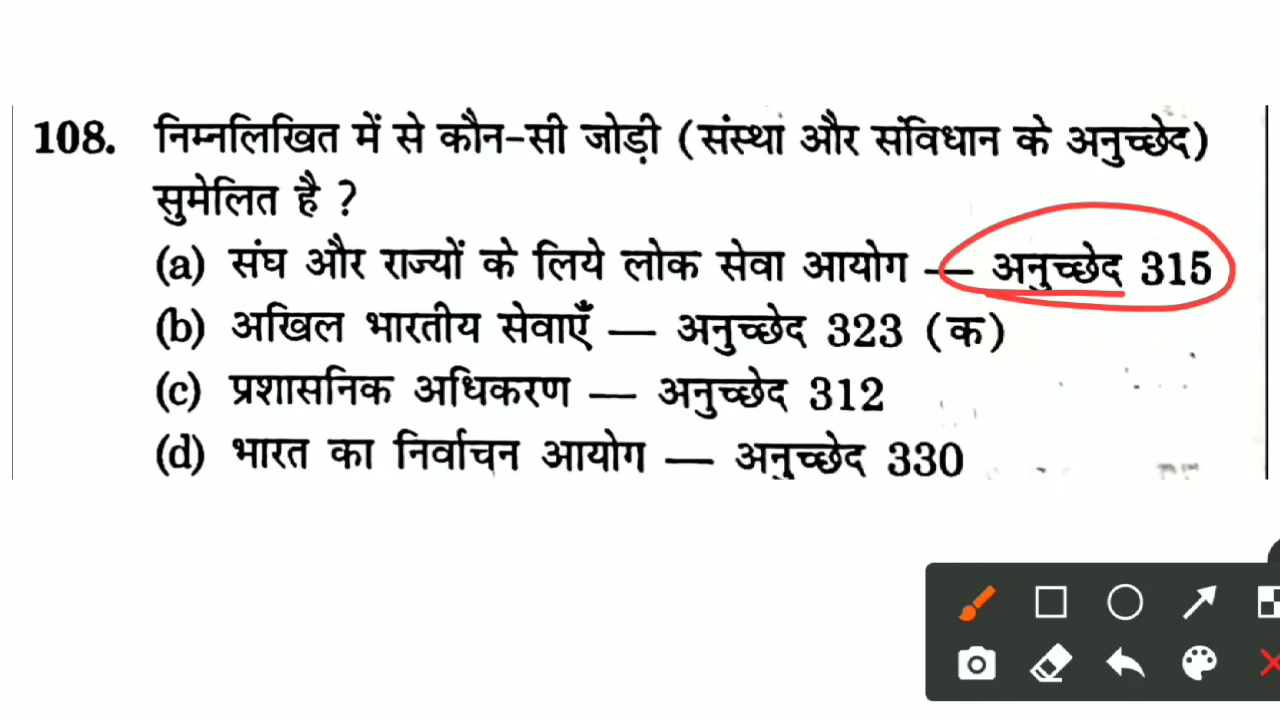 108. निम्नलिखित में से कौन-सी जोड़ी (संस्था और संविधान के अनुच्छेद)
सुमेलित है ?
(a) संघ और राज्यों के लिये लोक सेवा आयोग — अनुच्छेद 315
(b) अखिल भारतीय सेवाएँ — अनुच्छेद 323 (क)
(c) प्रशासनिक अधिकरण — अनुच्छेद 312
(d) भारत का निर्वाचन आयोग — अनुच्छेद 330